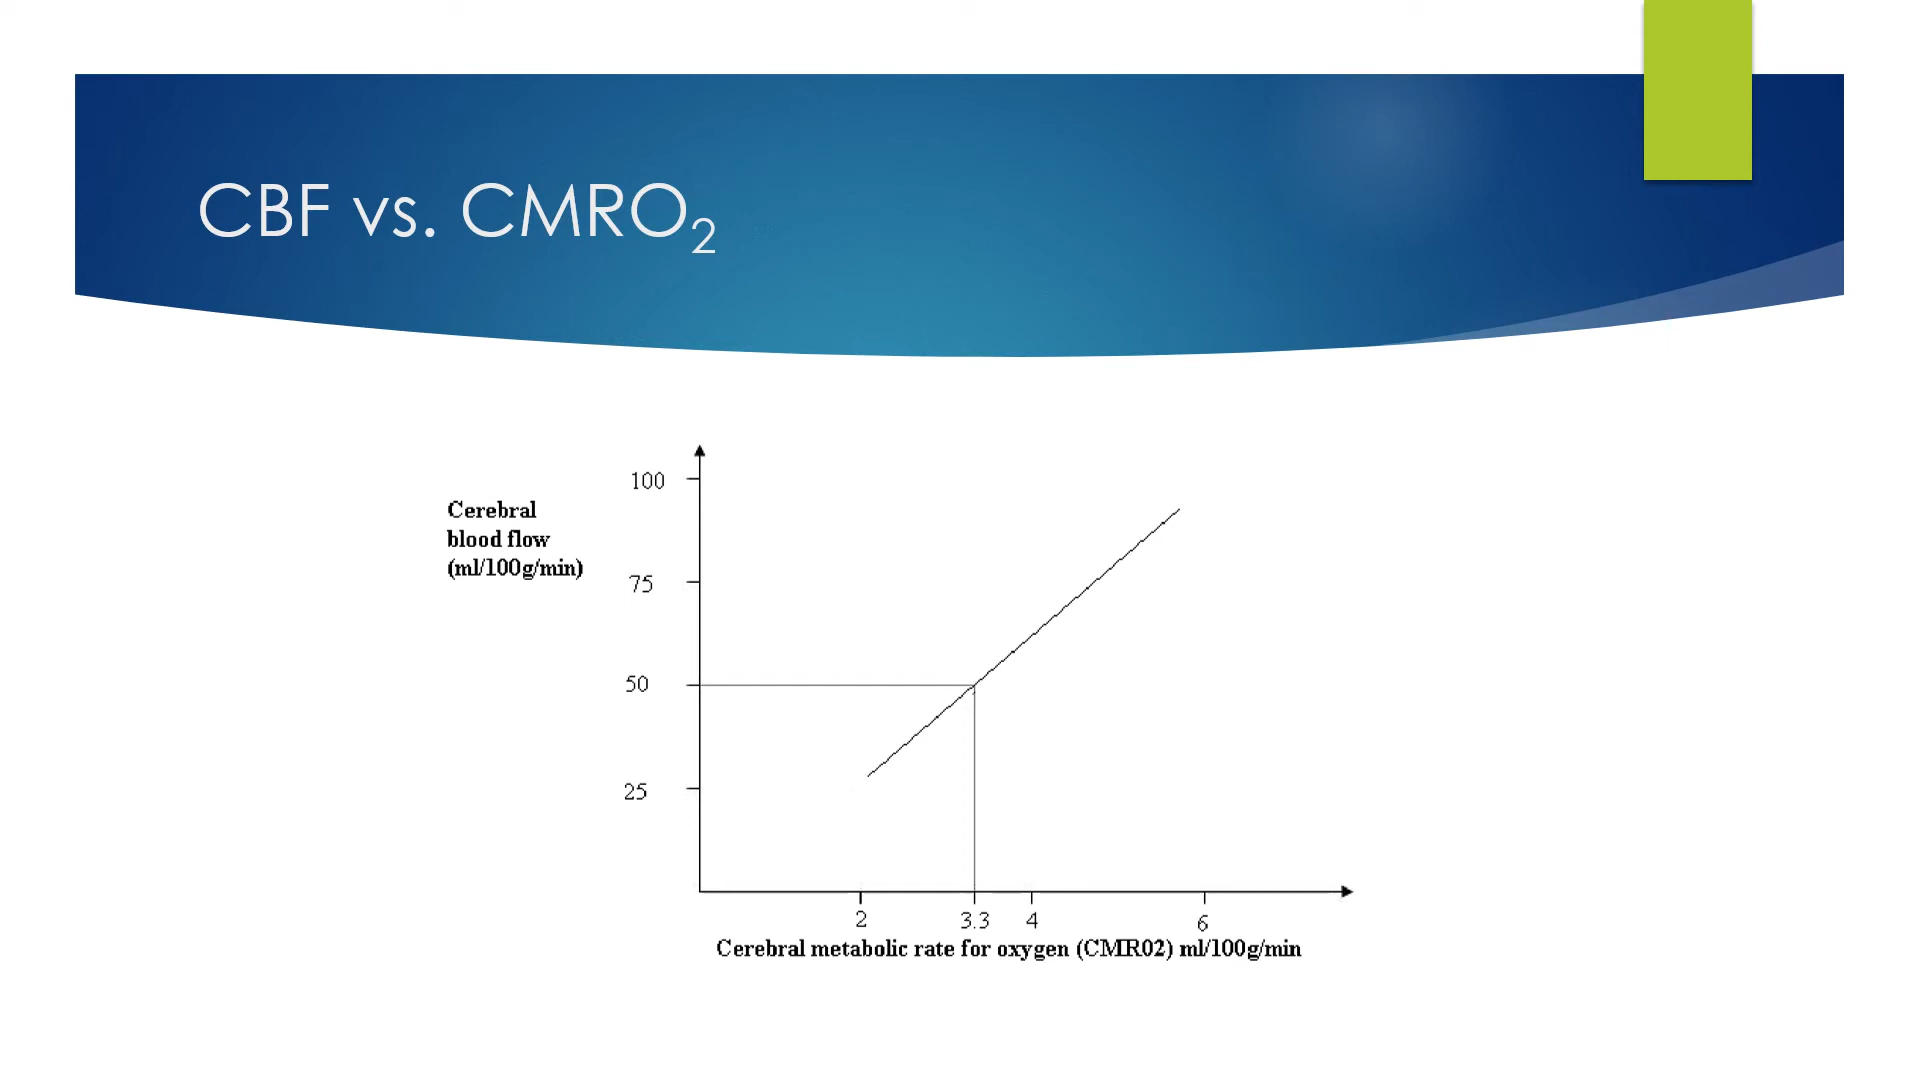 CBF vs. CMRO₂
100
Cerebral
blood flow
(ml/100g/min)
75
50
25
2 3.3 4 6
Cerebral metabolic rate for oxygen (CMR02) ml/100g/min